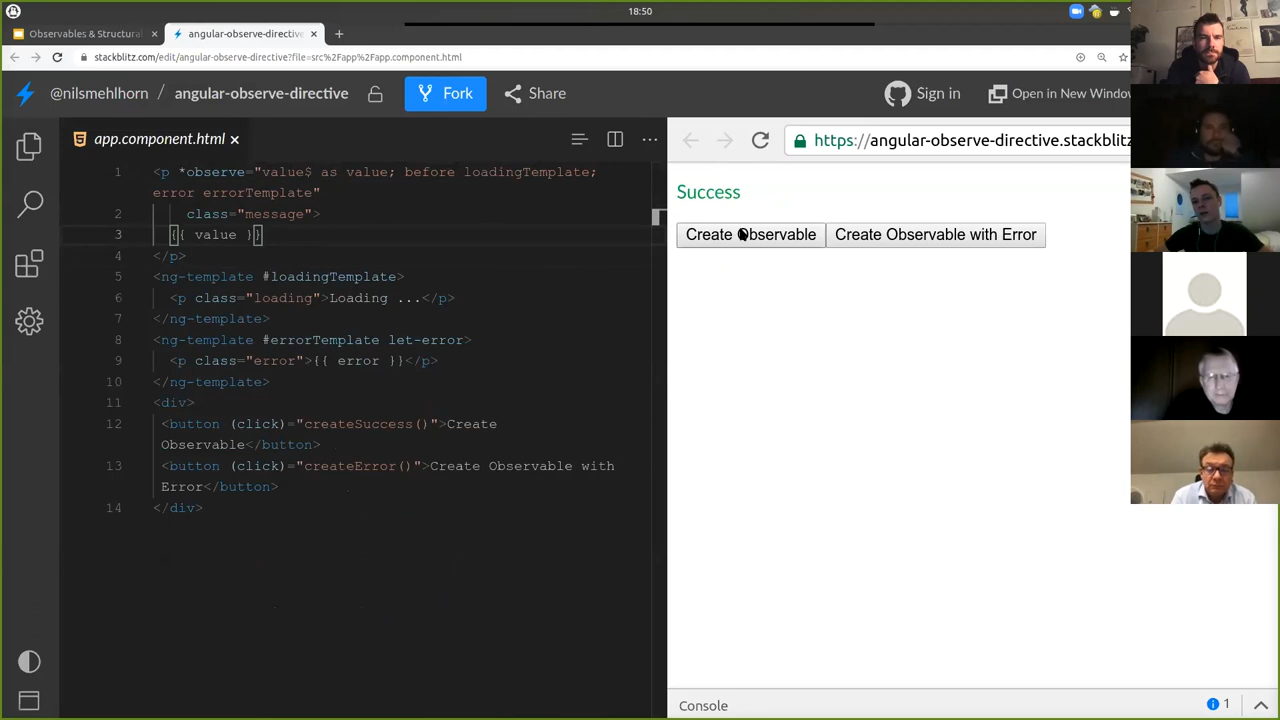 18:50
Observables & Structural
angular-observe-directive
stackblitz.com/edit/angular-observe-directive?file=src%2Fapp%2Fapp.component.html
@nilsmehlhorn / angular-observe-directive
Fork
Share
Sign in
Open in New Window
app.component.html
https://angular-observe-directive.stackblitz
1 <p *observe="value$ as value; before loadingTemplate;
error errorTemplate"
2 class="message">
3 {{ value }}
4 </p>
5 <ng-template #loadingTemplate>
6 <p class="loading">Loading ...</p>
7 </ng-template>
8 <ng-template #errorTemplate let-error>
9 <p class="error">{{ error }}</p>
10 </ng-template>
11 <div>
12 <button (click)="createSuccess()">Create
Observable</button>
13 <button (click)="createError()">Create Observable with
Error</button>
14 </div>
Success
Create Observable
Create Observable with Error
Console
1